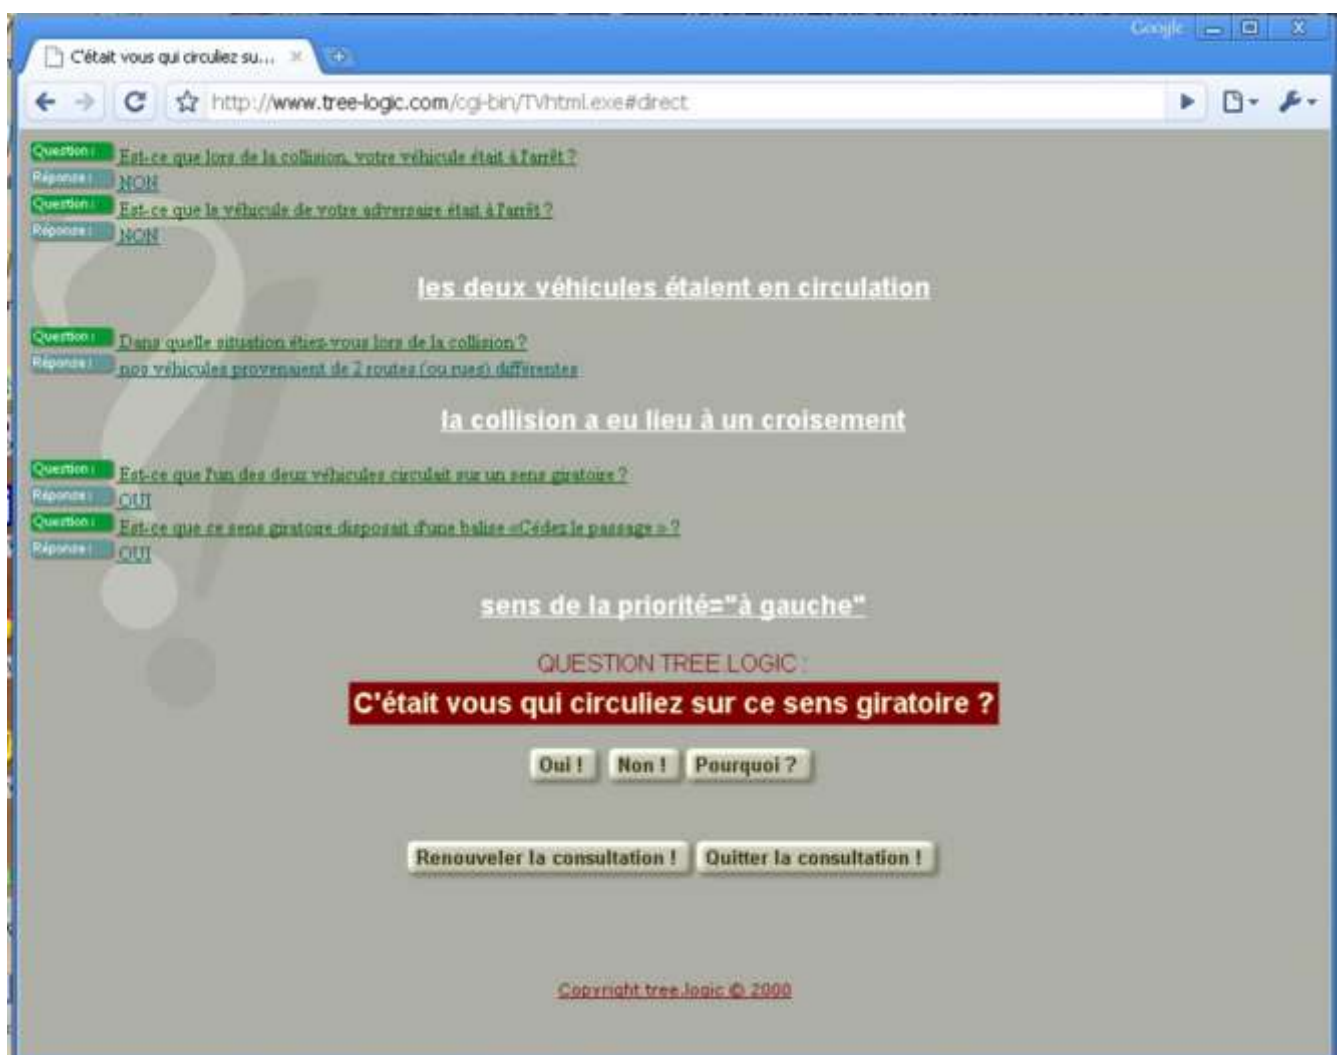 Google
C'était vous qui circuliez su...
http://www.tree-logic.com/cgi-bin/TVhtml.exe#direct
Question : Est-ce que lors de la collision, votre véhicule était à l'arrêt ?
Réponse : NON
Question : Est-ce que le véhicule de votre adversaire était à l'arrêt ?
Réponse : NON
les deux véhicules étaient en circulation
Question : Dans quelle situation étiez-vous lors de la collision ?
Réponse : nos véhicules provenaient de 2 routes (ou rues) différentes
la collision a eu lieu à un croisement
Question : Est-ce que l'un des deux véhicules circulait sur un sens giratoire ?
Réponse : OUI
Question : Est-ce que ce sens giratoire disposait d'une balise «Cédez le passage » ?
Réponse : OUI
sens de la priorité="à gauche"
QUESTION TREE LOGIC :
C'était vous qui circuliez sur ce sens giratoire ?
Oui ! Non ! Pourquoi ?
Renouveler la consultation ! Quitter la consultation !
Copyright tree.logic © 2000